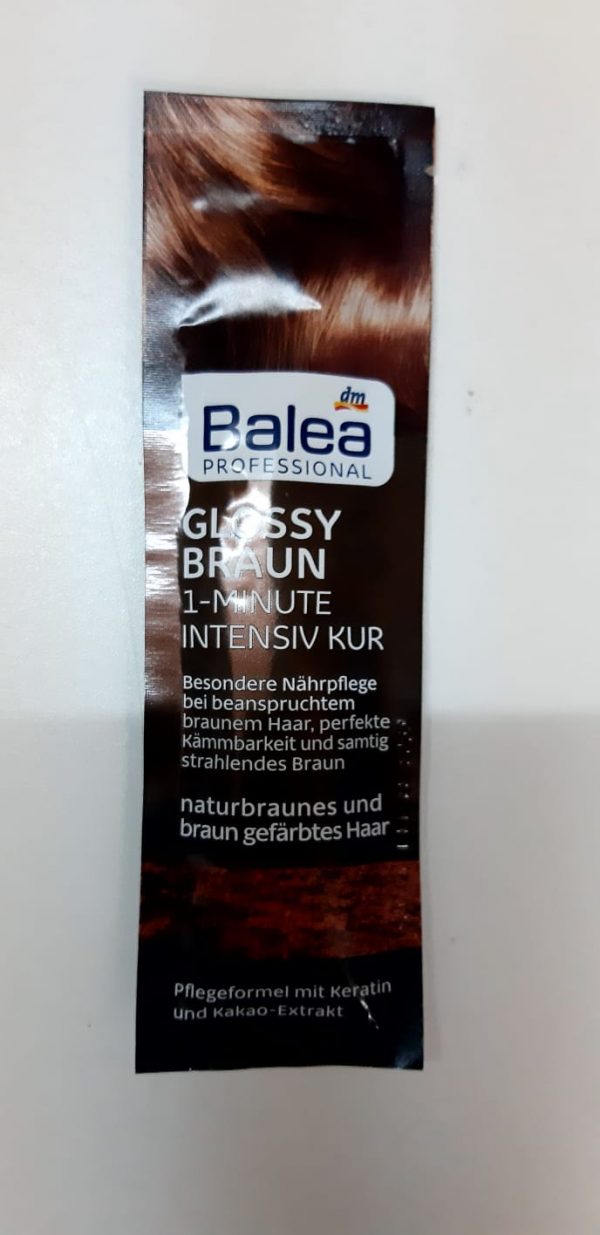 dm
Balea
PROFESSIONAL
GLOSSY
BRAUN
1-MINUTE
INTENSIV KUR
Besondere Nährpflege
bei beanspruchtem
braunem Haar, perfekte
Kämmbarkeit und samtig
strahlendes Braun
naturbraunes und
braun gefärbtes Haar
Pflegeformel mit Keratin
und Kakao-Extrakt